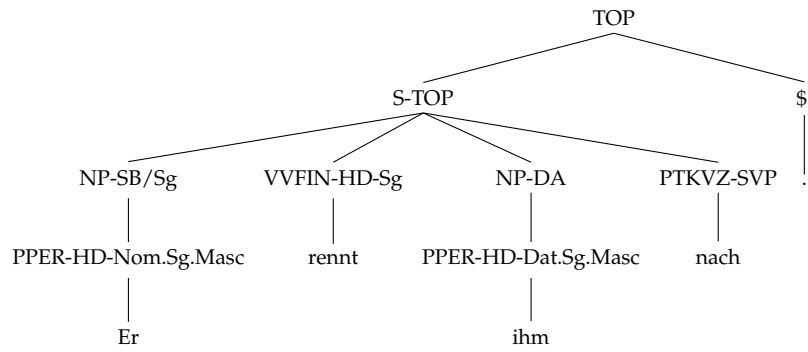 TOP
S-TOP $
NP-SB/Sg VVFIN-HD-Sg NP-DA PTKVZ-SVP .
PPER-HD-Nom.Sg.Masc rennt PPER-HD-Dat.Sg.Masc nach
Er ihm